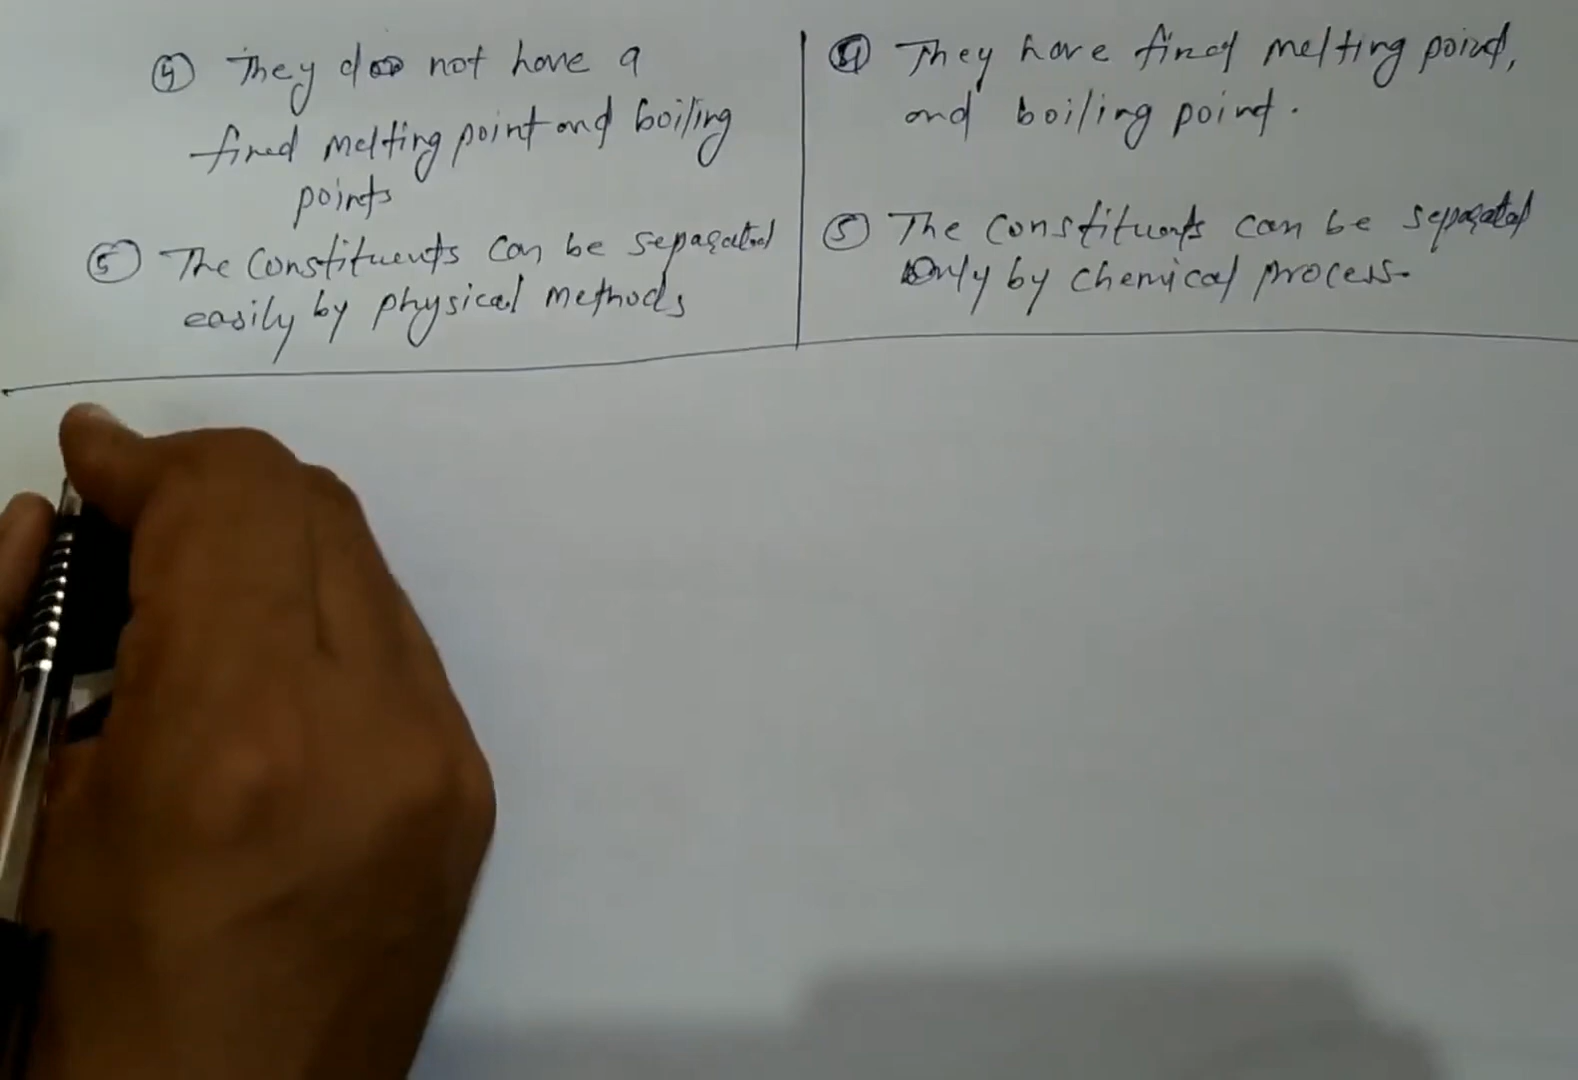 ④ They do not have a
fixed melting point and boiling
points
⑤ The Constituents can be separated
easily by physical methods
④ They have fixed melting point,
and boiling point.
⑤ The Constituents can be separated
Only by chemical process.